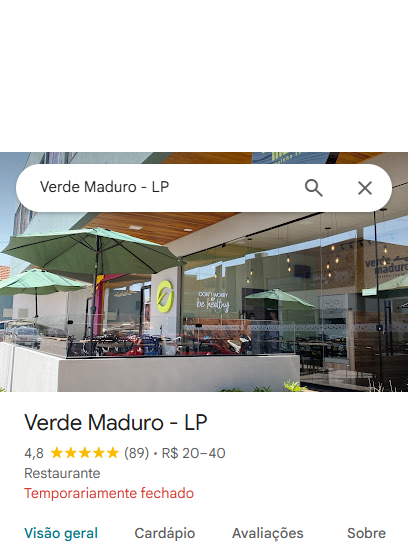 Verde Maduro - LP
verde
maduro
DON'T WORRY
be healthy
Verde Maduro - LP
4,8 (89) • R$ 20–40
Restaurante
Temporariamente fechado
Visão geral Cardápio Avaliações Sobre